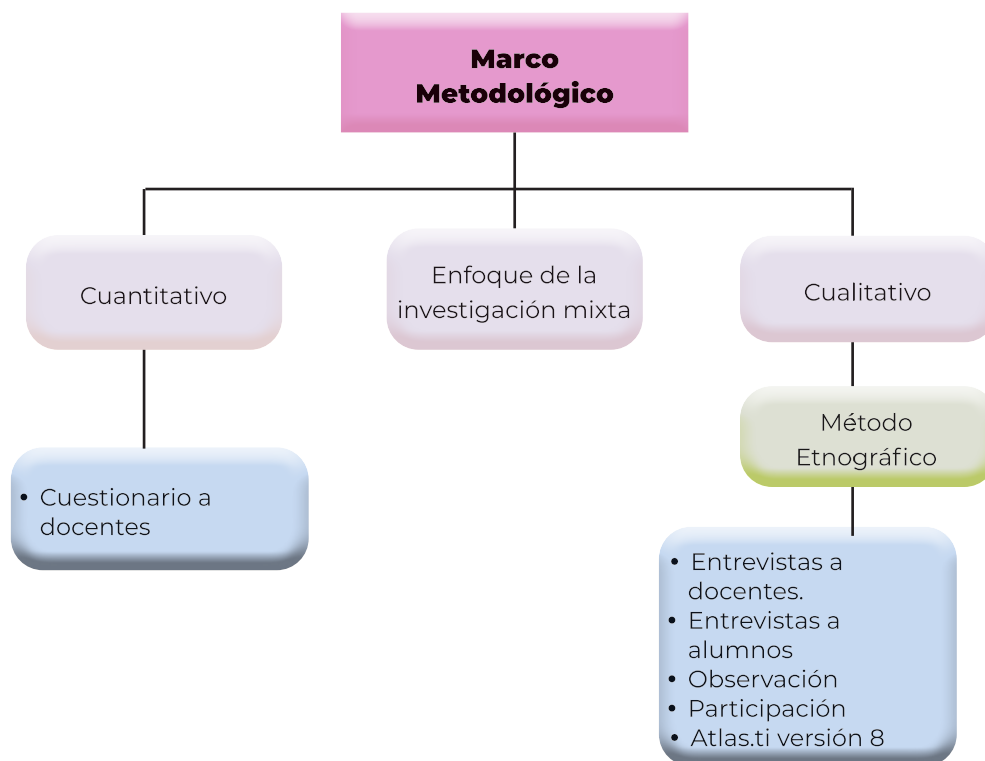 Marco
Metodológico
Cuantitativo
Enfoque de la
investigación mixta
Cualitativo
Método
Etnográfico
• Cuestionario a
docentes
• Entrevistas a
docentes.
• Entrevistas a
alumnos
• Observación
• Participación
• Atlas.ti versión 8